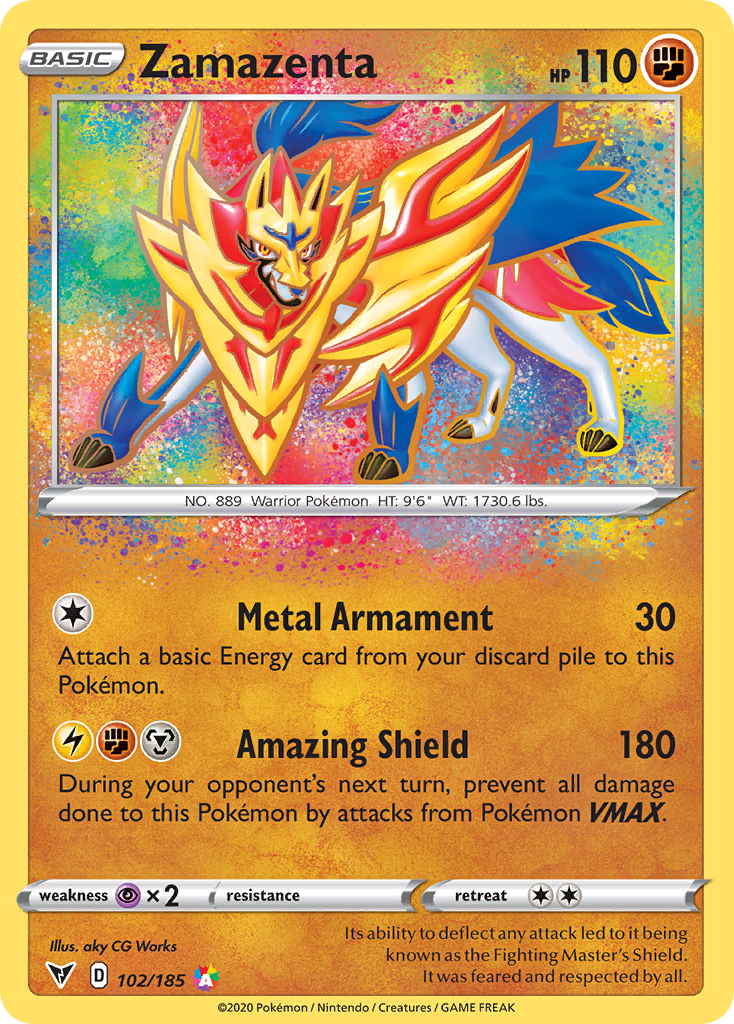 BASIC Zamazenta HP 110
NO. 889 Warrior Pokémon HT: 9'6" WT: 1730.6 lbs.
Metal Armament 30
Attach a basic Energy card from your discard pile to this
Pokémon.
Amazing Shield 180
During your opponent's next turn, prevent all damage
done to this Pokémon by attacks from Pokémon VMAX.
weakness ×2 resistance retreat
Illus. aky CG Works
Its ability to deflect any attack led to it being
known as the Fighting Master's Shield.
It was feared and respected by all.
D 102/185 A
©2020 Pokémon / Nintendo / Creatures / GAME FREAK